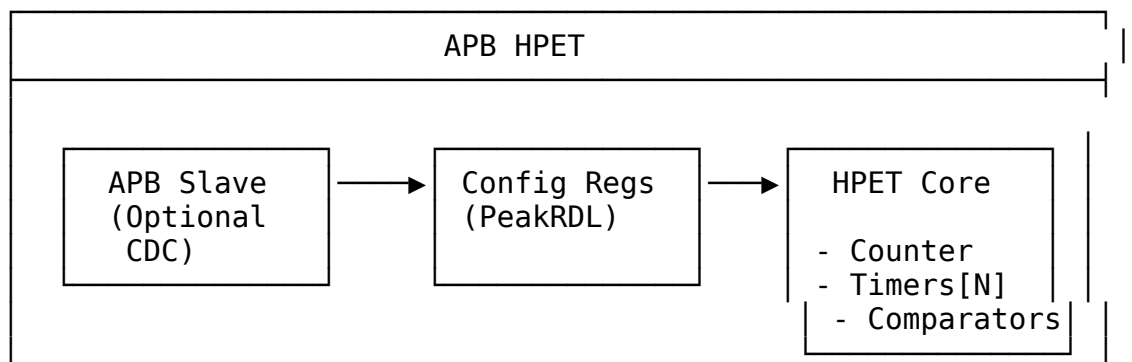 APB HPET
APB Slave
(Optional
CDC)
Config Regs
(PeakRDL)
HPET Core
- Counter
- Timers[N]
- Comparators